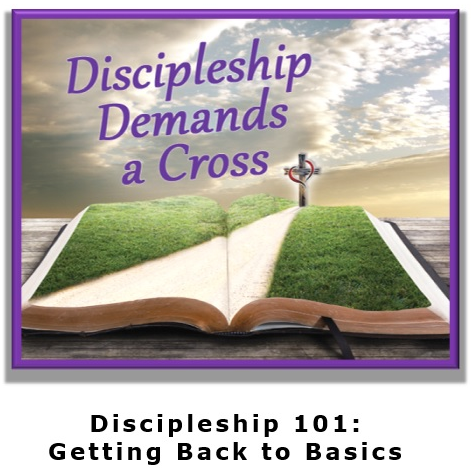 Discipleship
Demands
a Cross
Discipleship 101:
Getting Back to Basics